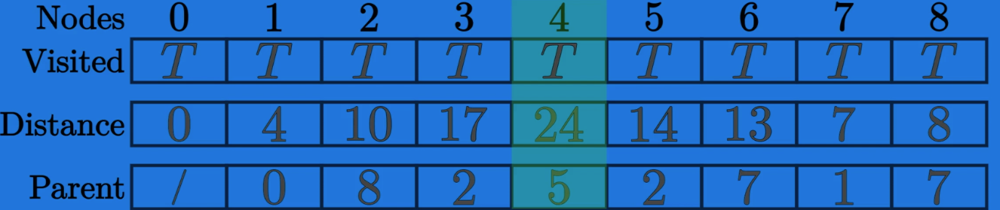 Nodes 0 1 2 3 4 5 6 7 8
Visited T T T T T T T T T
Distance 0 4 10 17 24 14 13 7 8
Parent / 0 8 2 5 2 7 1 7